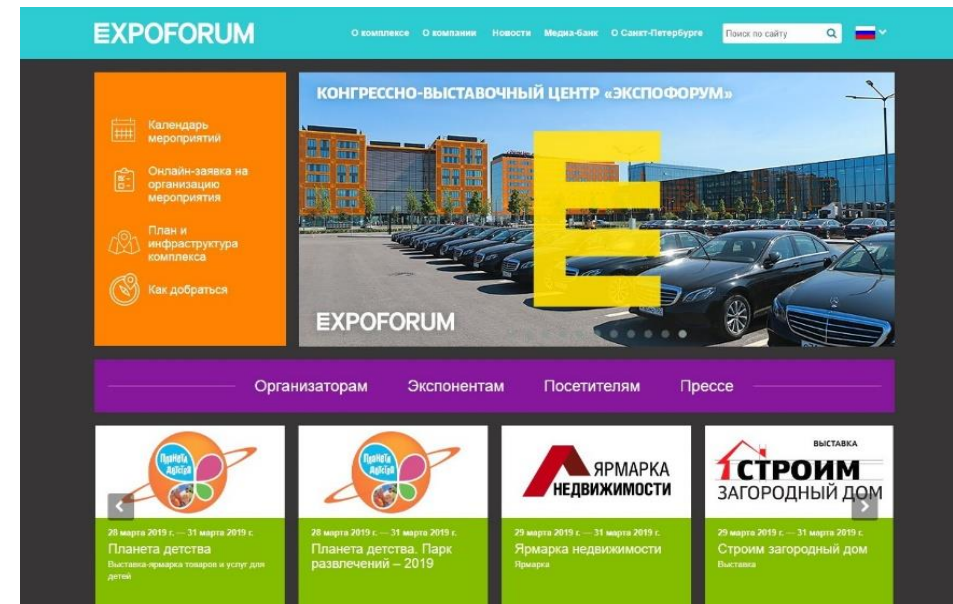 EXPOFORUM
О комплексе О компании Новости Медиа-банк О Санкт-Петербурге Поиск по сайту
Календарь
мероприятий
Онлайн-заявка на
организацию
мероприятия
План и
инфраструктура
комплекса
Как добраться
КОНГРЕССНО-ВЫСТАВОЧНЫЙ ЦЕНТР «ЭКСПОФОРУМ»
E
EXPOFORUM
Организаторам Экспонентам Посетителям Прессе
Планета
детства
28 марта 2019 г. — 31 марта 2019 г.
Планета детства
Выставка-ярмарка товаров и услуг для
детей
Планета
детства
28 марта 2019 г. — 31 марта 2019 г.
Планета детства. Парк
развлечений – 2019
ЯРМАРКА
НЕДВИЖИМОСТИ
29 марта 2019 г. — 31 марта 2019 г.
Ярмарка недвижимости
Ярмарка
ВЫСТАВКА
СТРОИМ
ЗАГОРОДНЫЙ ДОМ
29 марта 2019 г. — 31 марта 2019 г.
Строим загородный дом
Выставка